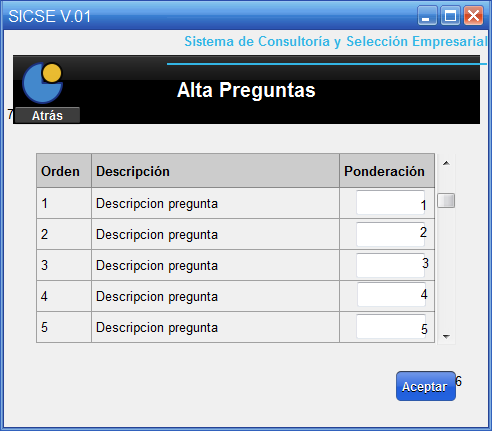 SICSE V.01
Sistema de Consultoría y Selección Empresarial
Alta Preguntas
7 Atrás
Orden Descripción Ponderación
1 Descripcion pregunta 1
2 Descripcion pregunta 2
3 Descripcion pregunta 3
4 Descripcion pregunta 4
5 Descripcion pregunta 5
Aceptar 6